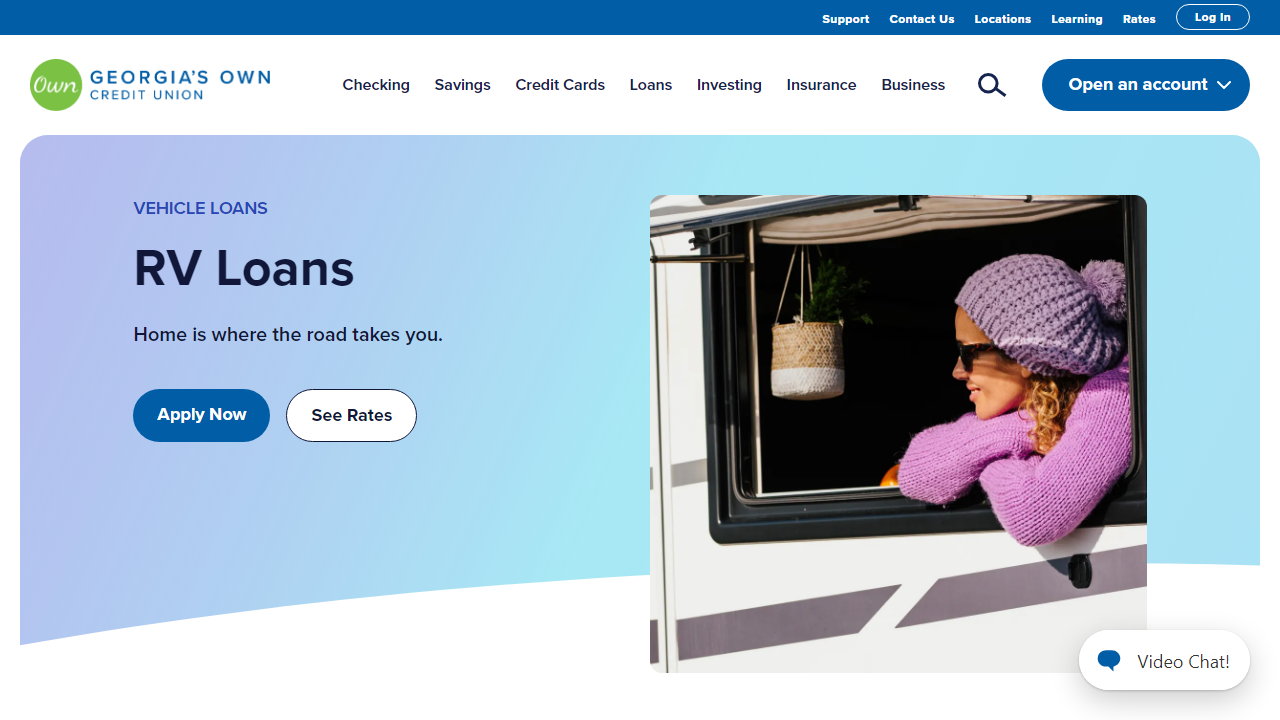 Support Contact Us Locations Learning Rates Log In
Own GEORGIA'S OWN
CREDIT UNION
Checking Savings Credit Cards Loans Investing Insurance Business Open an account
VEHICLE LOANS
RV Loans
Home is where the road takes you.
Apply Now See Rates
Video Chat!